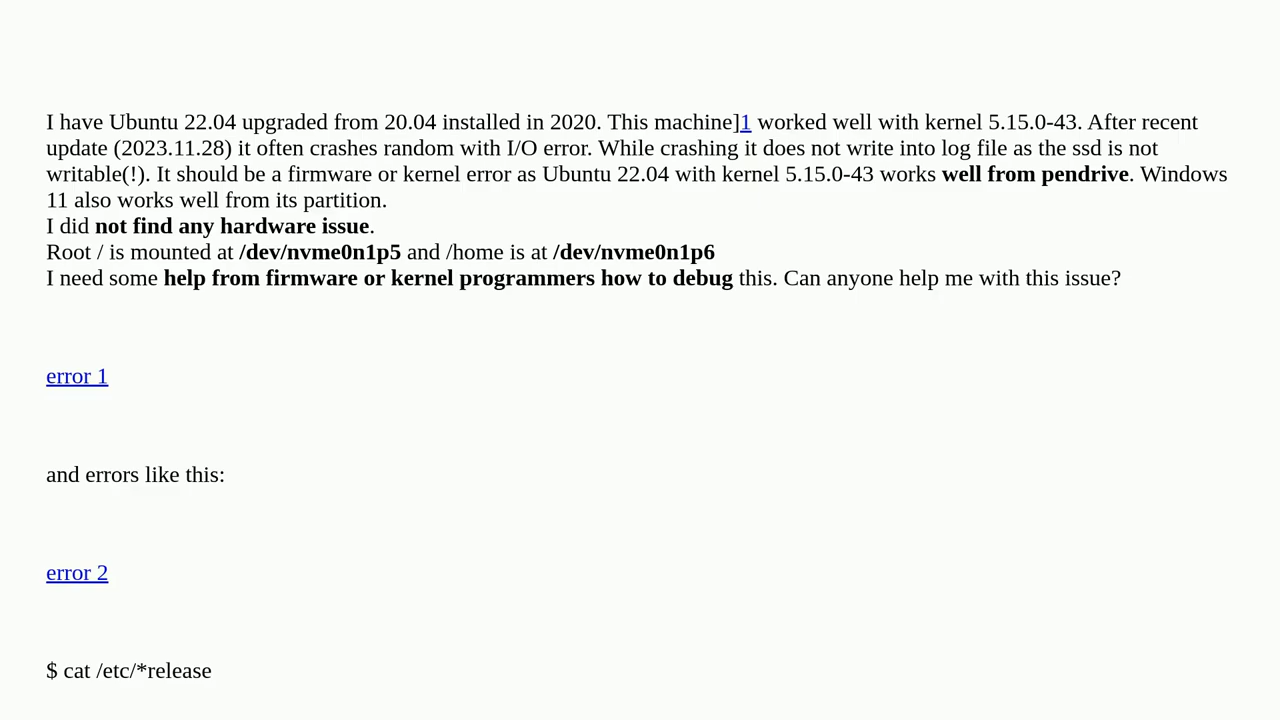 I have Ubuntu 22.04 upgraded from 20.04 installed in 2020. This machine]1 worked well with kernel 5.15.0-43. After recent
update (2023.11.28) it often crashes random with I/O error. While crashing it does not write into log file as the ssd is not
writable(!). It should be a firmware or kernel error as Ubuntu 22.04 with kernel 5.15.0-43 works well from pendrive. Windows
11 also works well from its partition.
I did not find any hardware issue.
Root / is mounted at /dev/nvme0n1p5 and /home is at /dev/nvme0n1p6
I need some help from firmware or kernel programmers how to debug this. Can anyone help me with this issue?
error 1
and errors like this:
error 2
$ cat /etc/*release